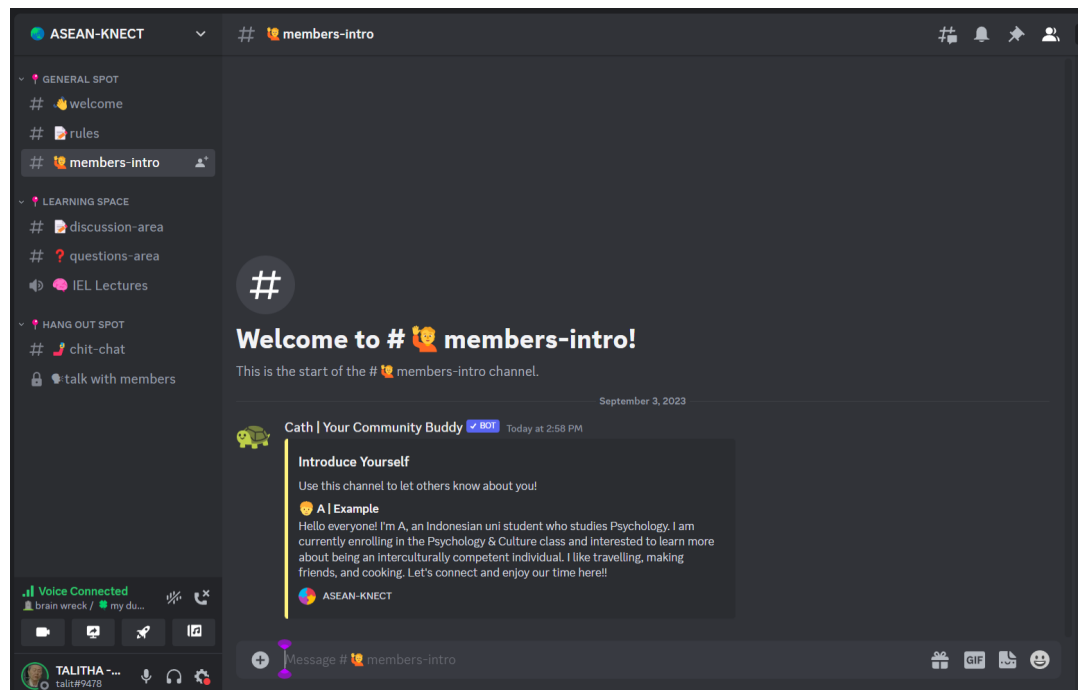 ASEAN-KNECT
# 🙋 members-intro
📍 GENERAL SPOT
# 👋 welcome
# 📝 rules
# 🙋 members-intro
📍 LEARNING SPACE
# 📝 discussion-area
# ❓ questions-area
🧠 IEL Lectures
📍 HANG OUT SPOT
# 🤳 chit-chat
🗣 talk with members
Voice Connected
brain wreck / 🍀 my du...
TALITHA -...
talit#9478
#
Welcome to # 🙋 members-intro!
This is the start of the # 🙋 members-intro channel.
September 3, 2023
Cath | Your Community Buddy ✓ BOT Today at 2:58 PM
Introduce Yourself
Use this channel to let others know about you!
👦 A | Example
Hello everyone! I'm A, an Indonesian uni student who studies Psychology. I am
currently enrolling in the Psychology & Culture class and interested to learn more
about being an interculturally competent individual. I like travelling, making
friends, and cooking. Let's connect and enjoy our time here!!
ASEAN-KNECT
Message # 🙋 members-intro
GIF